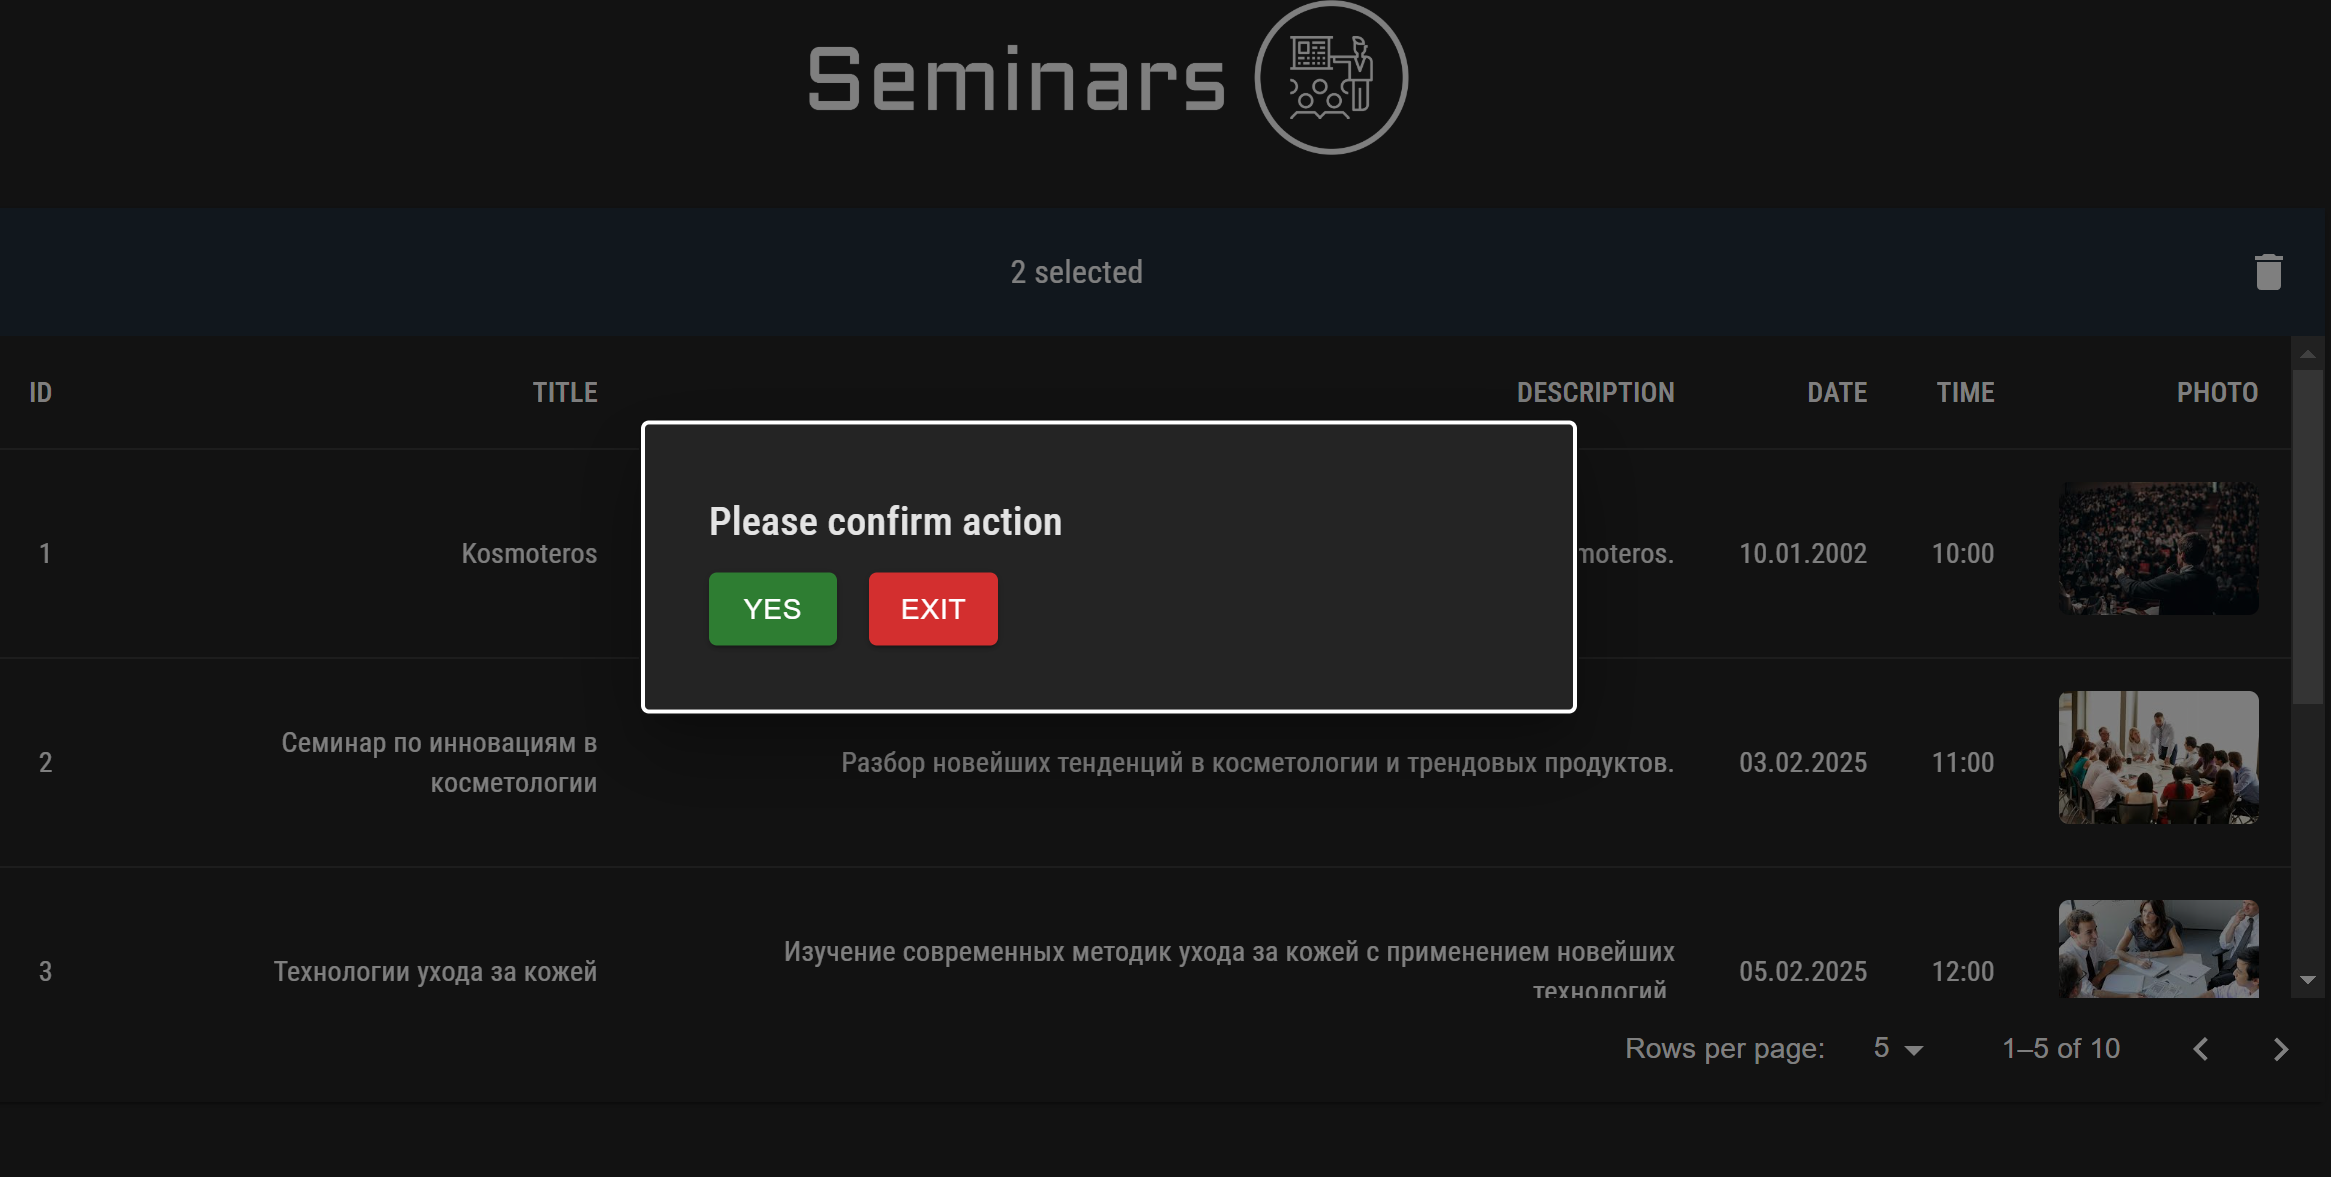 Seminars
2 selected
ID TITLE DESCRIPTION DATE TIME PHOTO
Please confirm action
YES EXIT
1 Kosmoteros moteros. 10.01.2002 10:00
2 Семинар по инновациям в
косметологии
Разбор новейших тенденций в косметологии и трендовых продуктов. 03.02.2025 11:00
3 Технологии ухода за кожей
Изучение современных методик ухода за кожей с применением новейших
технологий
05.02.2025 12:00
Rows per page: 5 1–5 of 10